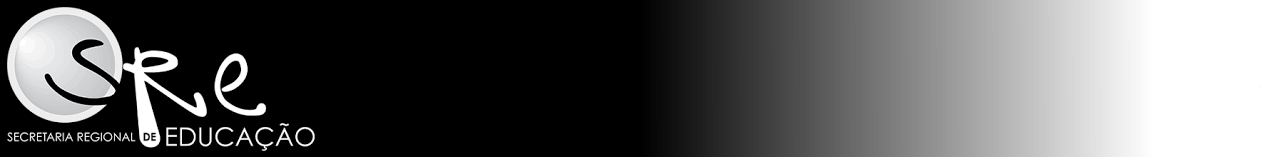 SRe
SECRETARIA REGIONAL DE EDUCAÇÃO